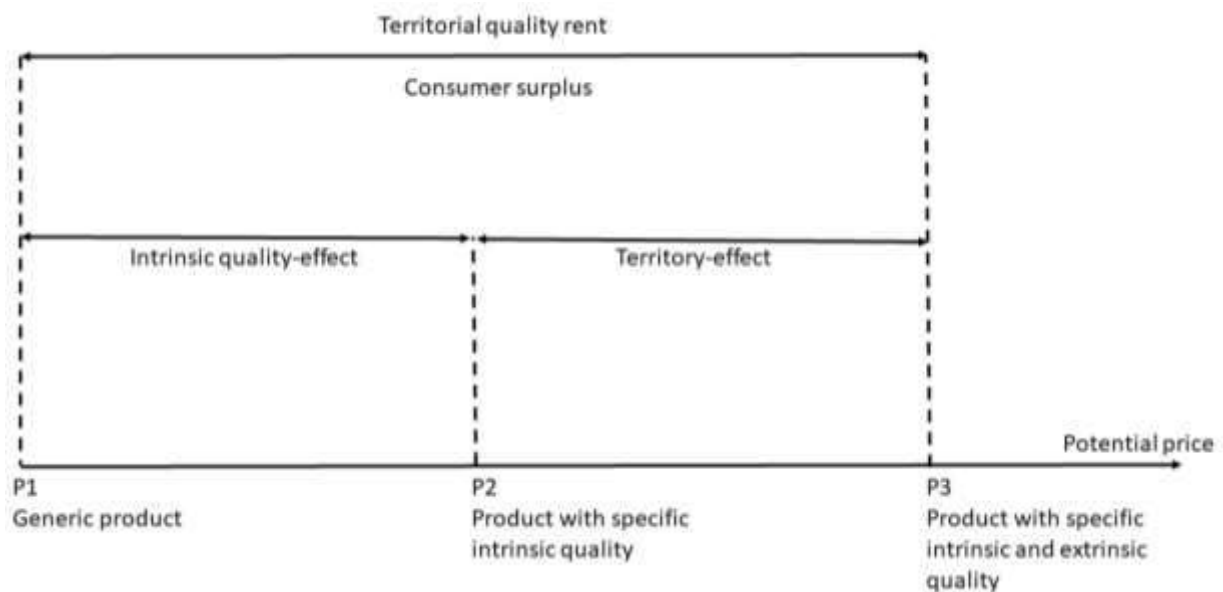 Territorial quality rent
Consumer surplus
Intrinsic quality-effect
Territory-effect
Potential price
P1
Generic product
P2
Product with specific
intrinsic quality
P3
Product with specific
intrinsic and extrinsic
quality